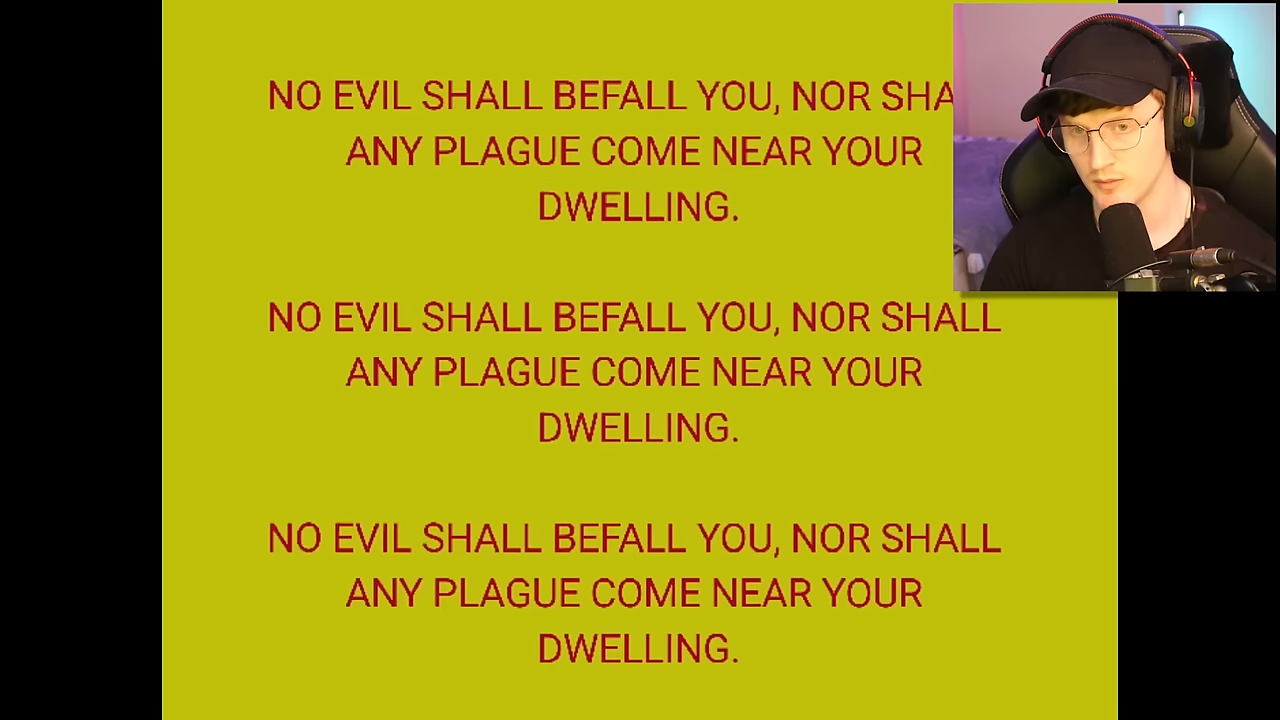 NO EVIL SHALL BEFALL YOU, NOR
ANY PLAGUE COME NEAR YOUR
DWELLING.
NO EVIL SHALL BEFALL YOU, NOR SHALL
ANY PLAGUE COME NEAR YOUR
DWELLING.
NO EVIL SHALL BEFALL YOU, NOR SHALL
ANY PLAGUE COME NEAR YOUR
DWELLING.